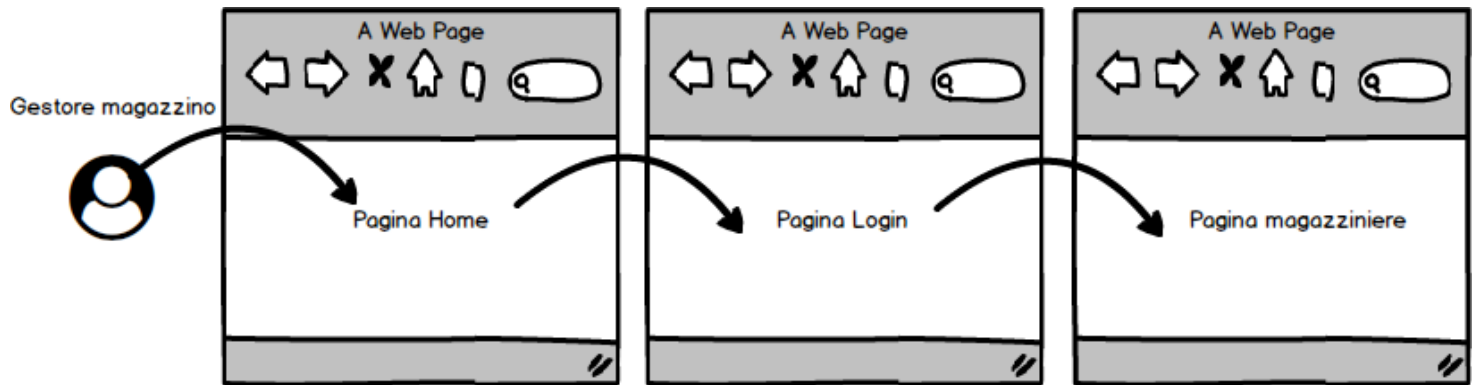 A Web Page
A Web Page
A Web Page
Gestore magazzino
Pagina Home
Pagina Login
Pagina magazziniere